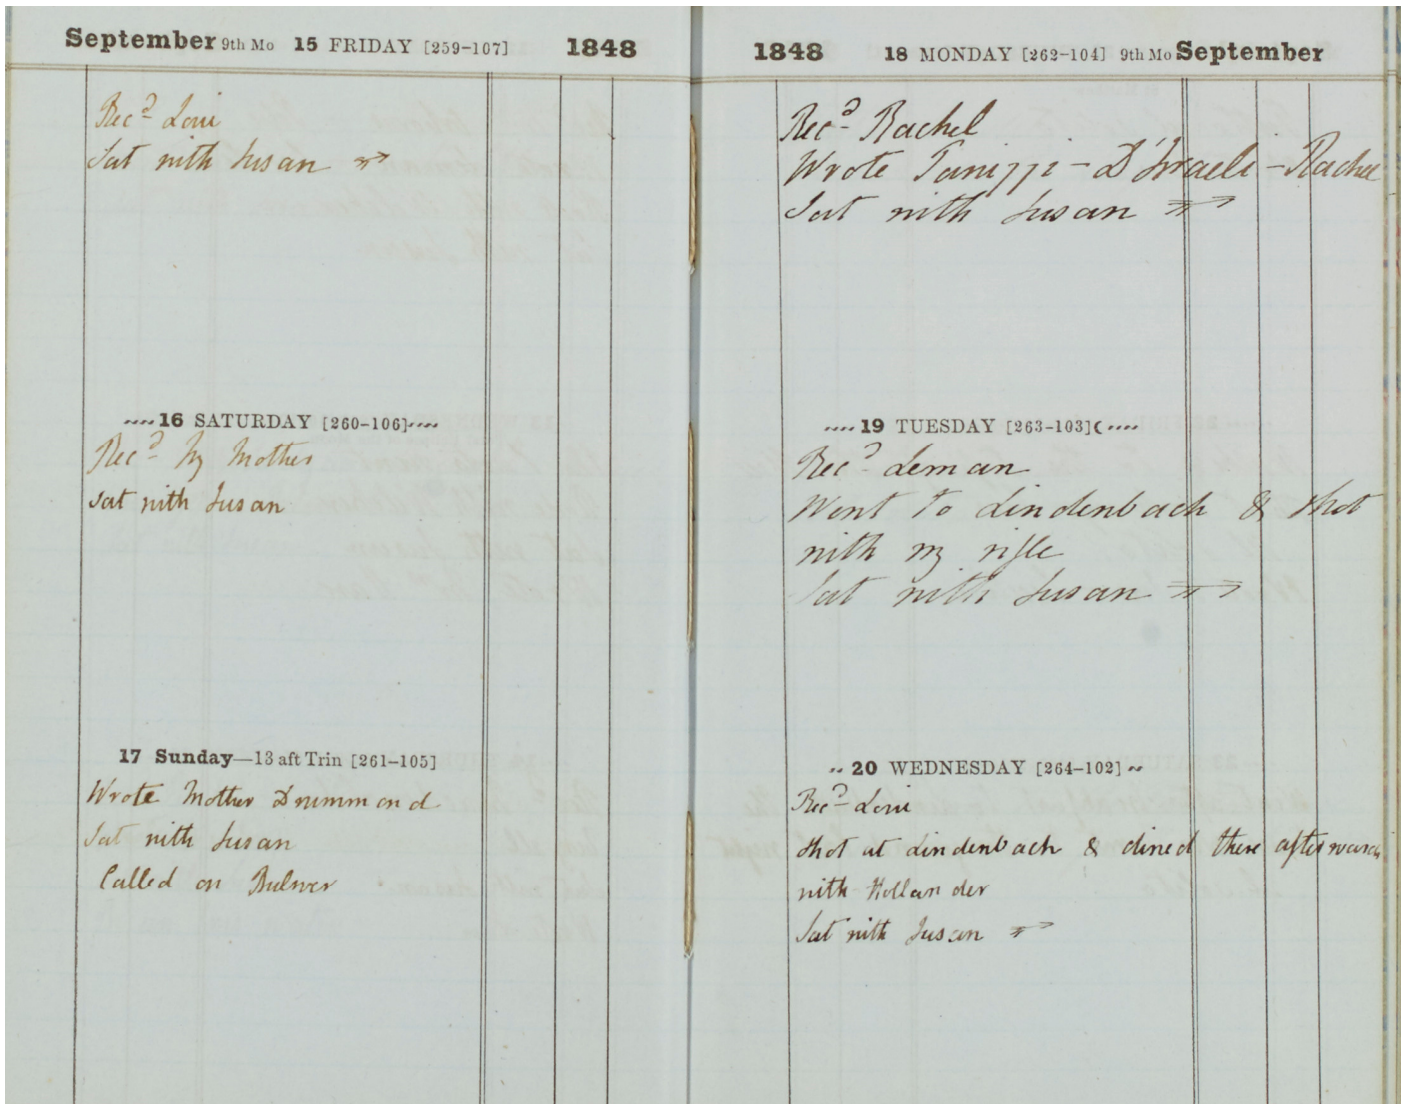 September 9th Mo 15 FRIDAY [259-107] 1848
Recd Loui
Sat with Susan
16 SATURDAY [260-106]
Recd My Mother
Sat with Susan
17 Sunday—13 aft Trin [261-105]
Wrote Mother Drummond
Sat with Susan
Called on Bulwer
1848 18 MONDAY [262-104] 9th Mo September
Recd Rachel
Wrote Panizzi - D'Israeli - Rachel
Sat with Susan
19 TUESDAY [263-103]
Recd Leman
Went to Lindenbach & shot
with my rifle
Sat with Susan
20 WEDNESDAY [264-102]
Recd Loui
Shot at Lindenbach & dined there afterwards
with Hollander
Sat with Susan